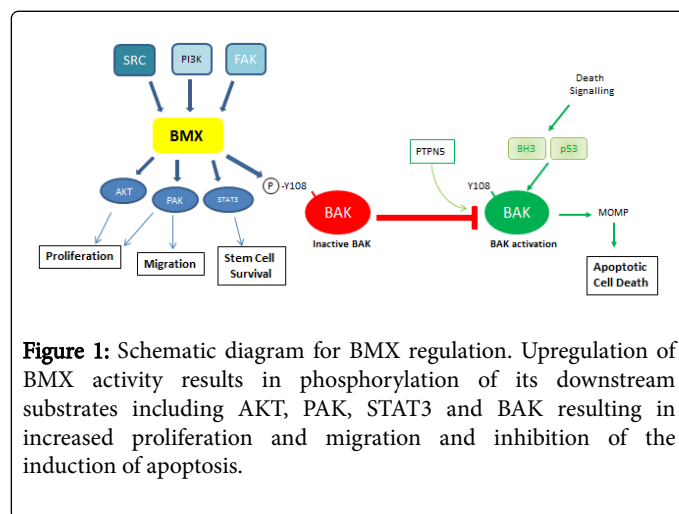 SRC
PI3K
FAK
BMX
AKT
PAK
STAT3
P -Y108
Proliferation
Migration
Stem Cell
Survival
BAK
Inactive BAK
PTPN5
Death
Signalling
BH3
p53
Y108
BAK
BAK activation
MOMP
Apoptotic
Cell Death
Figure 1: Schematic diagram for BMX regulation. Upregulation of
BMX activity results in phosphorylation of its downstream
substrates including AKT, PAK, STAT3 and BAK resulting in
increased proliferation and migration and inhibition of the
induction of apoptosis.